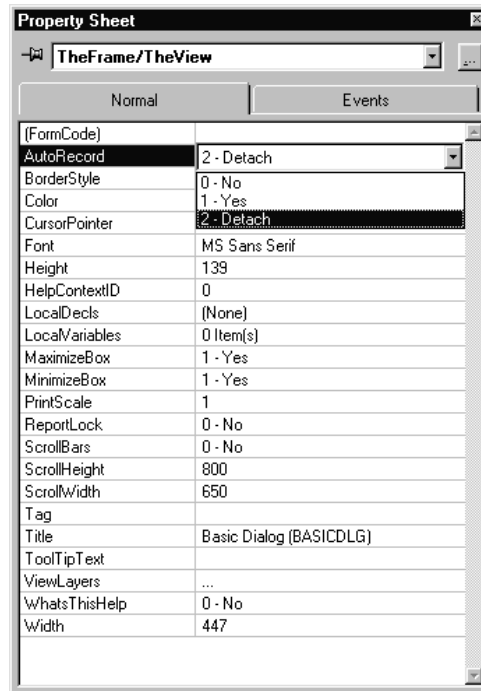 Property Sheet
TheFrame/TheView
...
Normal Events
(FormCode)
AutoRecord 2 - Detach
BorderStyle 0 - No
Color 1 - Yes
CursorPointer 2 - Detach
Font MS Sans Serif
Height 139
HelpContextID 0
LocalDecls (None)
LocalVariables 0 Item(s)
MaximizeBox 1 - Yes
MinimizeBox 1 - Yes
PrintScale 1
ReportLock 0 - No
ScrollBars 0 - No
ScrollHeight 800
ScrollWidth 650
Tag
Title Basic Dialog (BASICDLG)
ToolTipText
ViewLayers ...
WhatsThisHelp 0 - No
Width 447